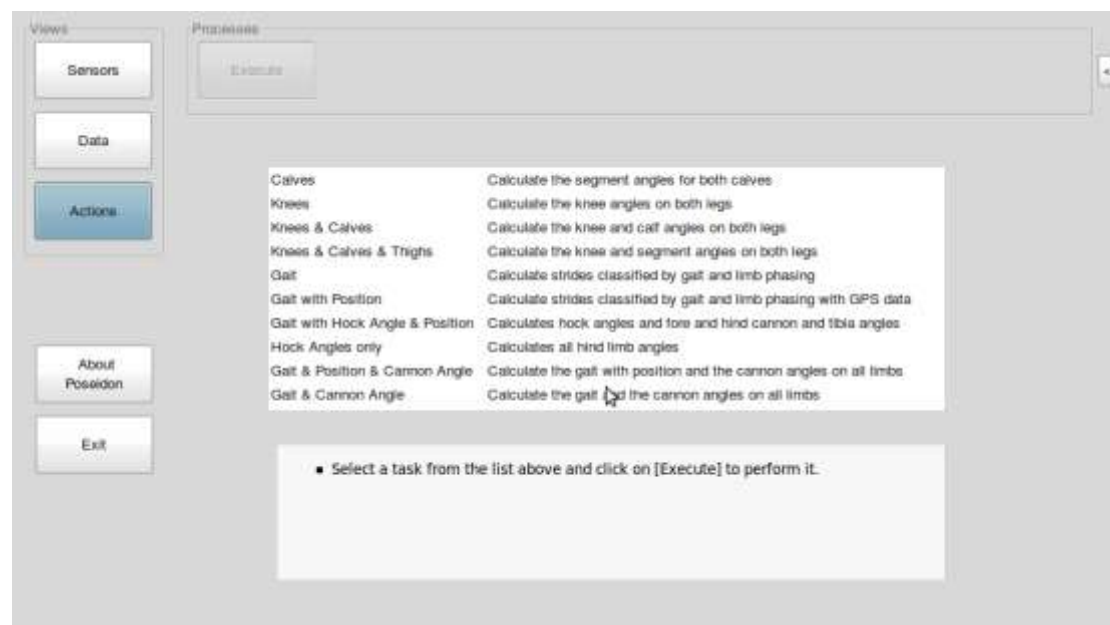 Views
Processes
Sensors
Execute
Data
Actions
Calves Calculate the segment angles for both calves
Knees Calculate the knee angles on both legs
Knees & Calves Calculate the knee and calf angles on both legs
Knees & Calves & Thighs Calculate the knee and segment angles on both legs
Gait Calculate strides classified by gait and limb phasing
Gait with Position Calculate strides classified by gait and limb phasing with GPS data
Gait with Hock Angle & Position Calculates hock angles and fore and hind cannon and tibia angles
Hock Angles only Calculates all hind limb angles
Gait & Position & Cannon Angle Calculate the gait with position and the cannon angles on all limbs
Gait & Cannon Angle Calculate the gait and the cannon angles on all limbs
About
Poseidon
Exit
▪ Select a task from the list above and click on [Execute] to perform it.